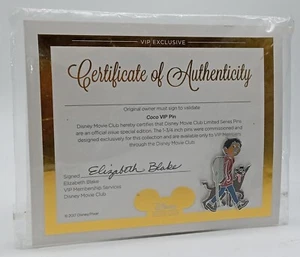 VIP EXCLUSIVE
Certificate of Authenticity
Original owner must sign to validate
Coco VIP Pin
Disney Movie Club hereby certifies that Disney Movie Club Limited Series Pins
are an official issue special edition. The 1-3/4 inch pins were commissioned and
designed exclusively for this collection and are available only to VIP Members
through the Disney Movie Club.
Signed Elizabeth Blake
Elizabeth Blake
VIP Membership Services
Disney Movie Club
Disney